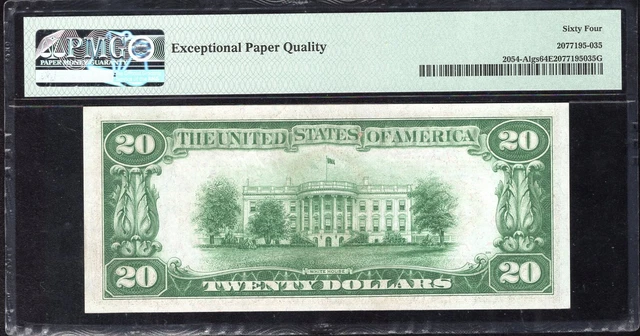 PMG
PAPER MONEY GUARANTY
Exceptional Paper Quality
Sixty Four
2077195-035
2054-Algs64E2077195035G
20 THE UNITED STATES OF AMERICA 20
WHITE HOUSE
20 TWENTY DOLLARS 20